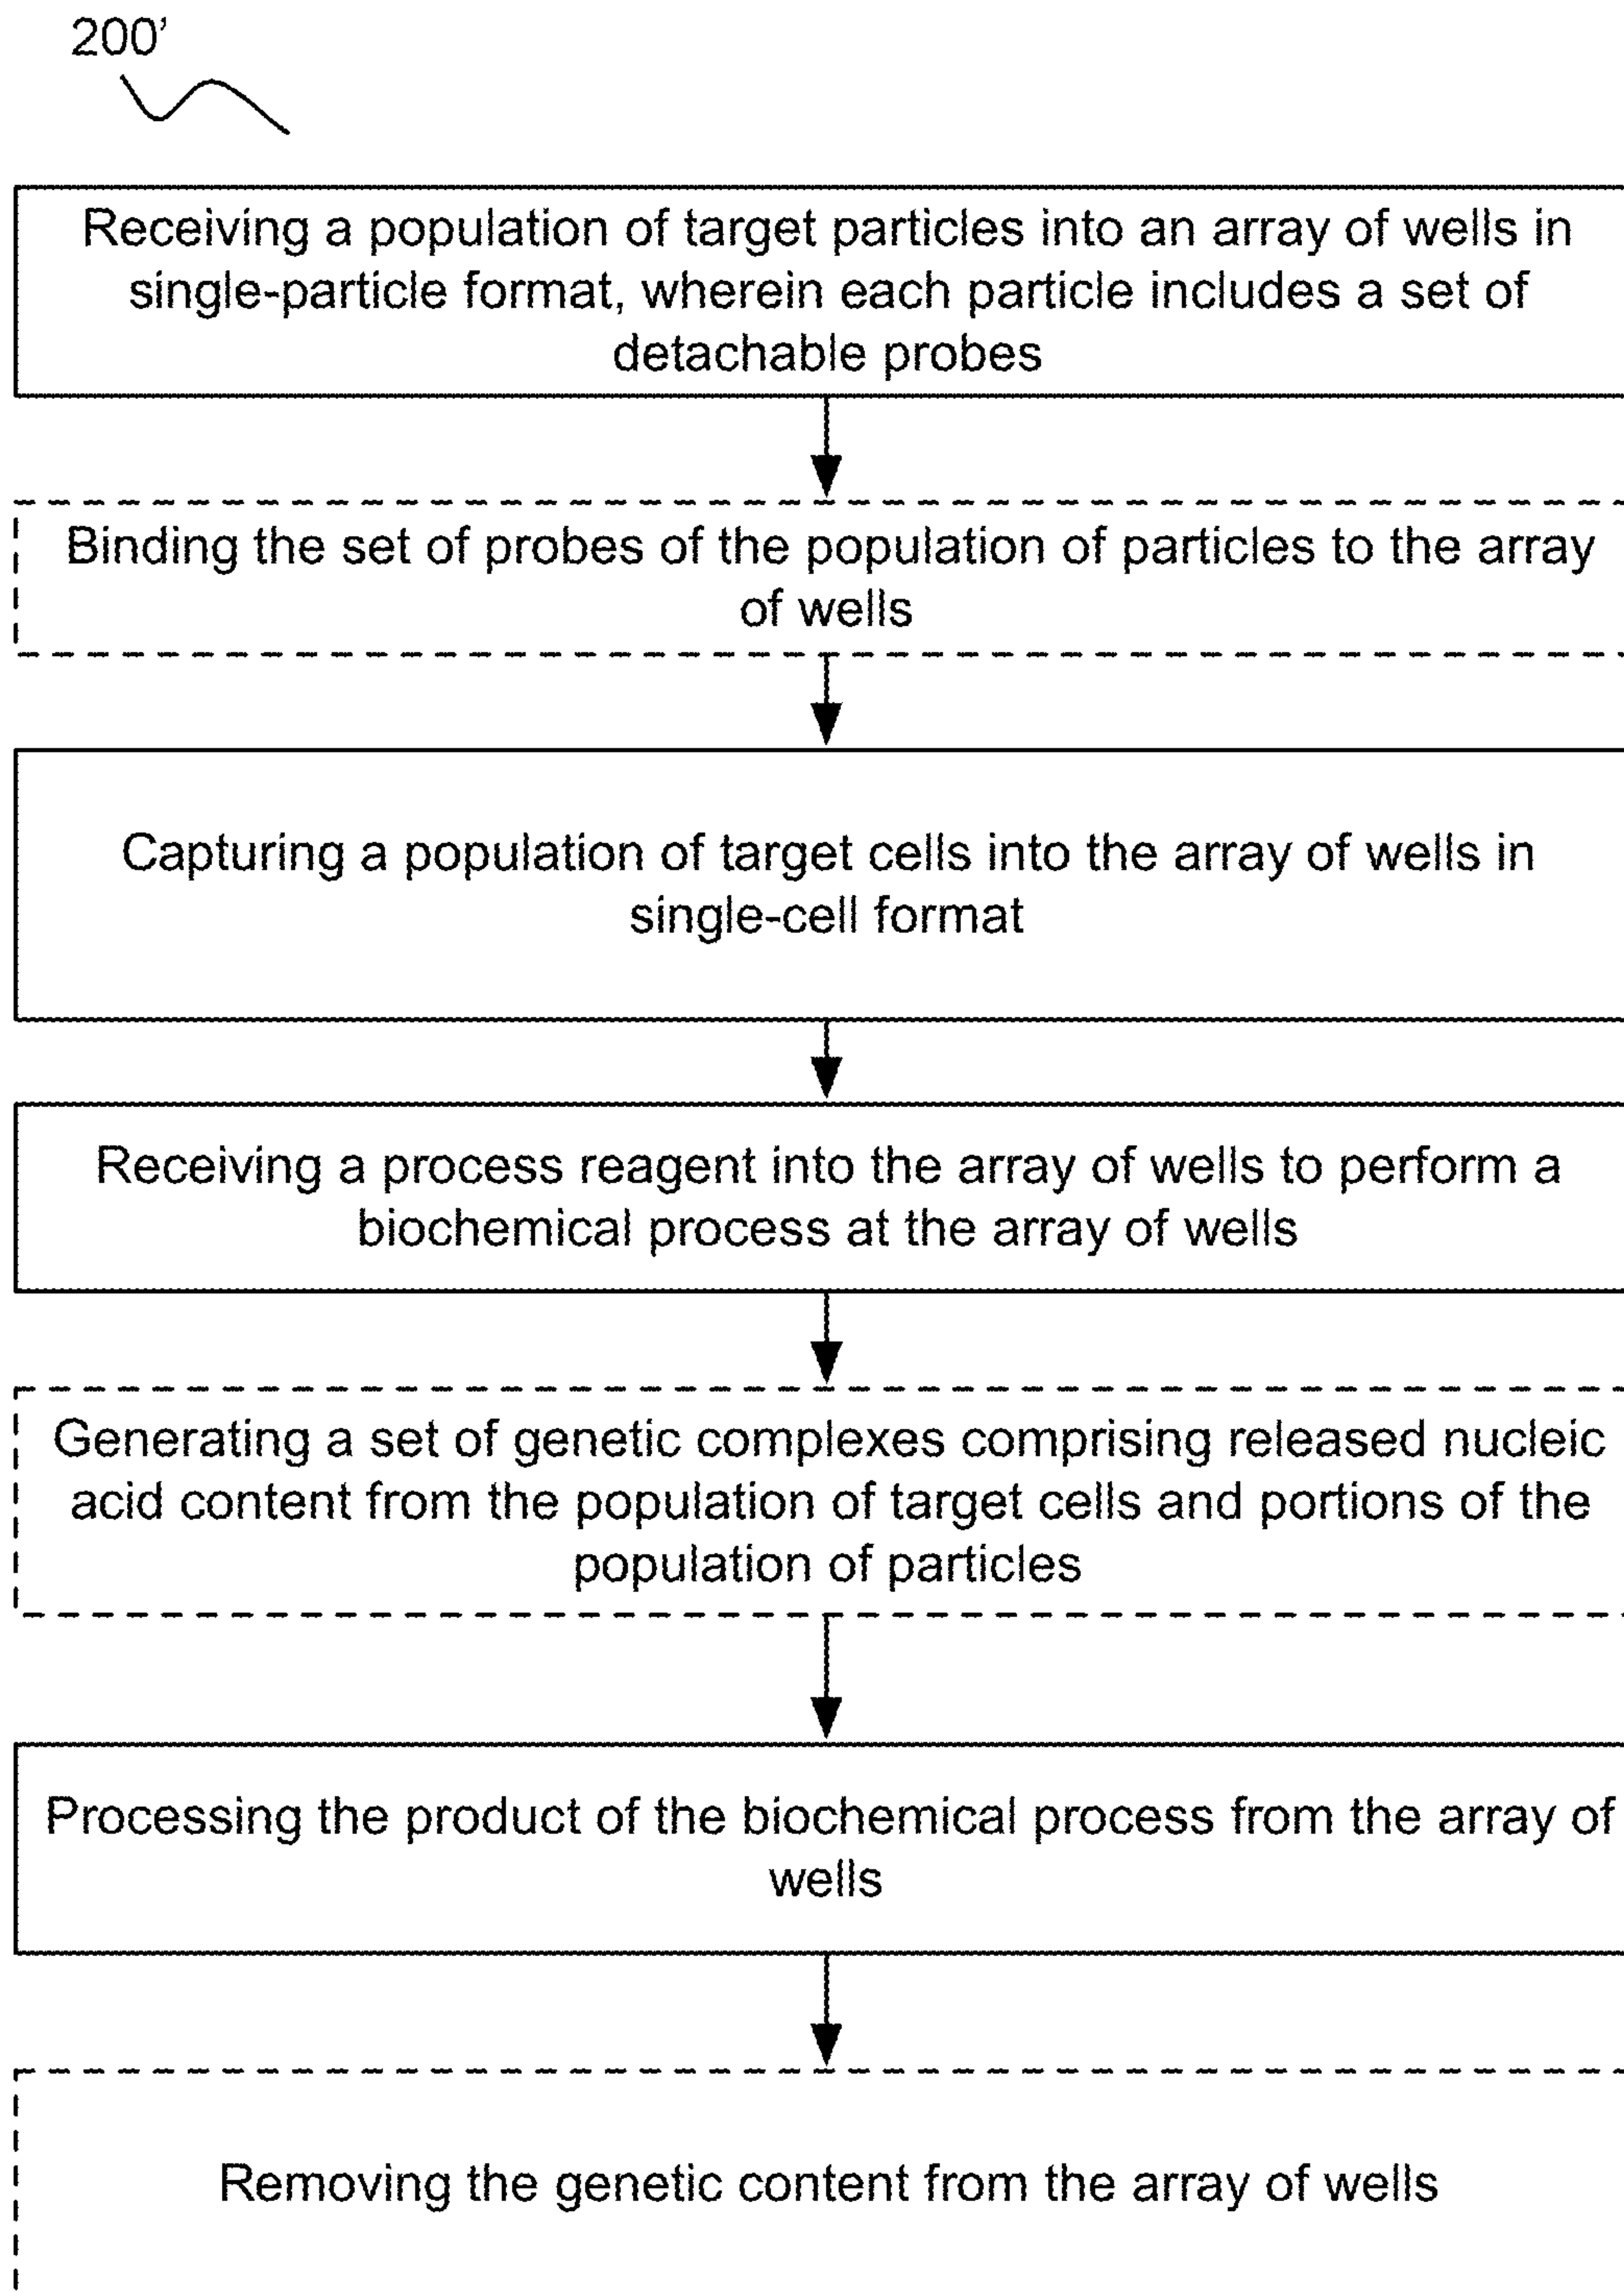 200’
Receiving a population of target particles into an array of wells in
single-particle format, wherein each particle includes a set of
detachable probes
Binding the set of probes of the population of particles to the array
of wells
Capturing a population of target cells into the array of wells in
single-cell format
Receiving a process reagent into the array of wells to perform a
biochemical process at the array of wells
Generating a set of genetic complexes comprising released nucleic
acid content from the population of target cells and portions of the
population of particles
Processing the product of the biochemical process from the array of
wells
Removing the genetic content from the array of wells